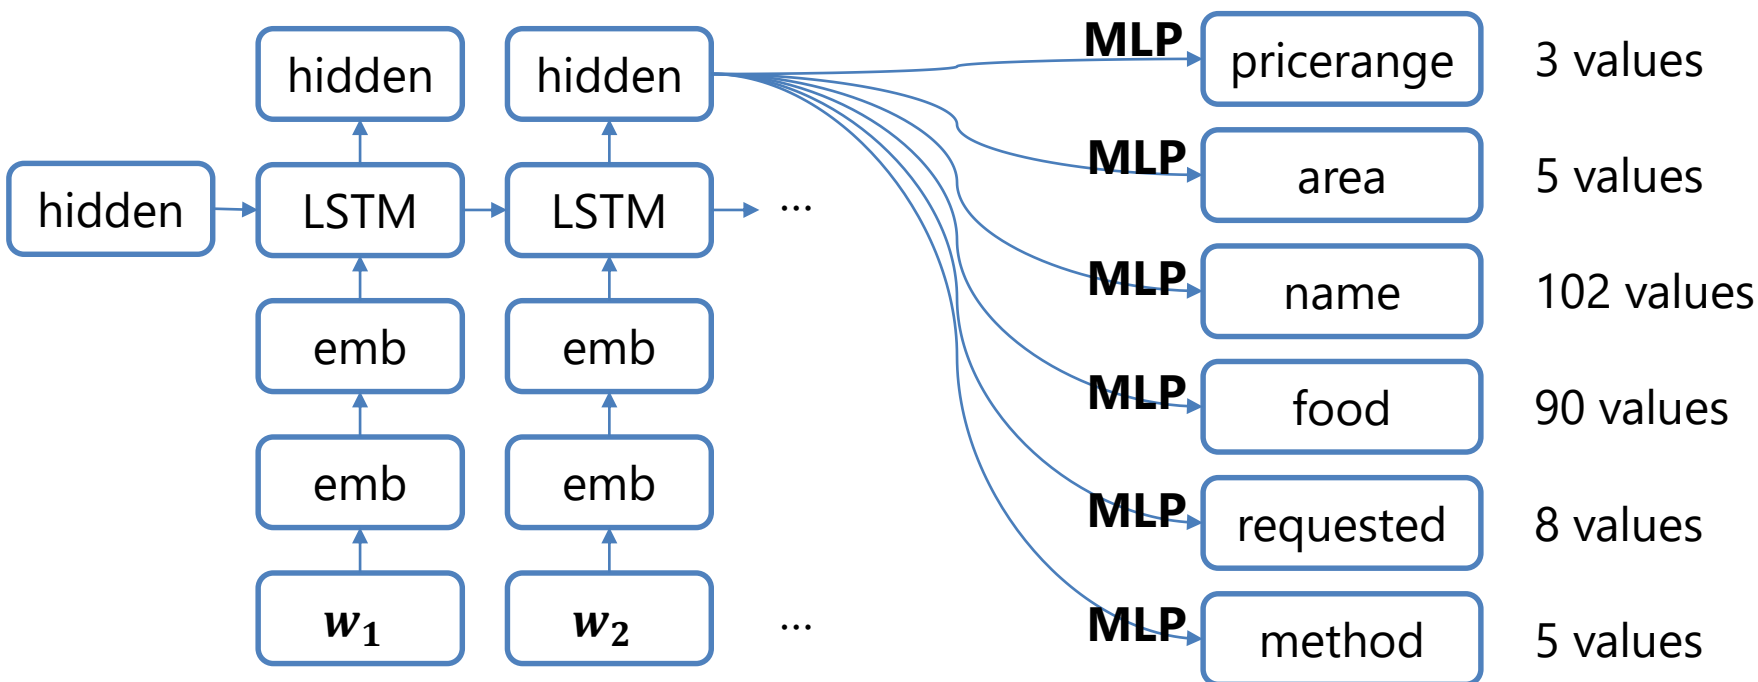 hidden hidden MLP pricerange 3 values
MLP area 5 values
hidden LSTM LSTM ...
MLP name 102 values
emb emb
MLP food 90 values
emb emb
MLP requested 8 values
w1 w2 ... MLP method 5 values